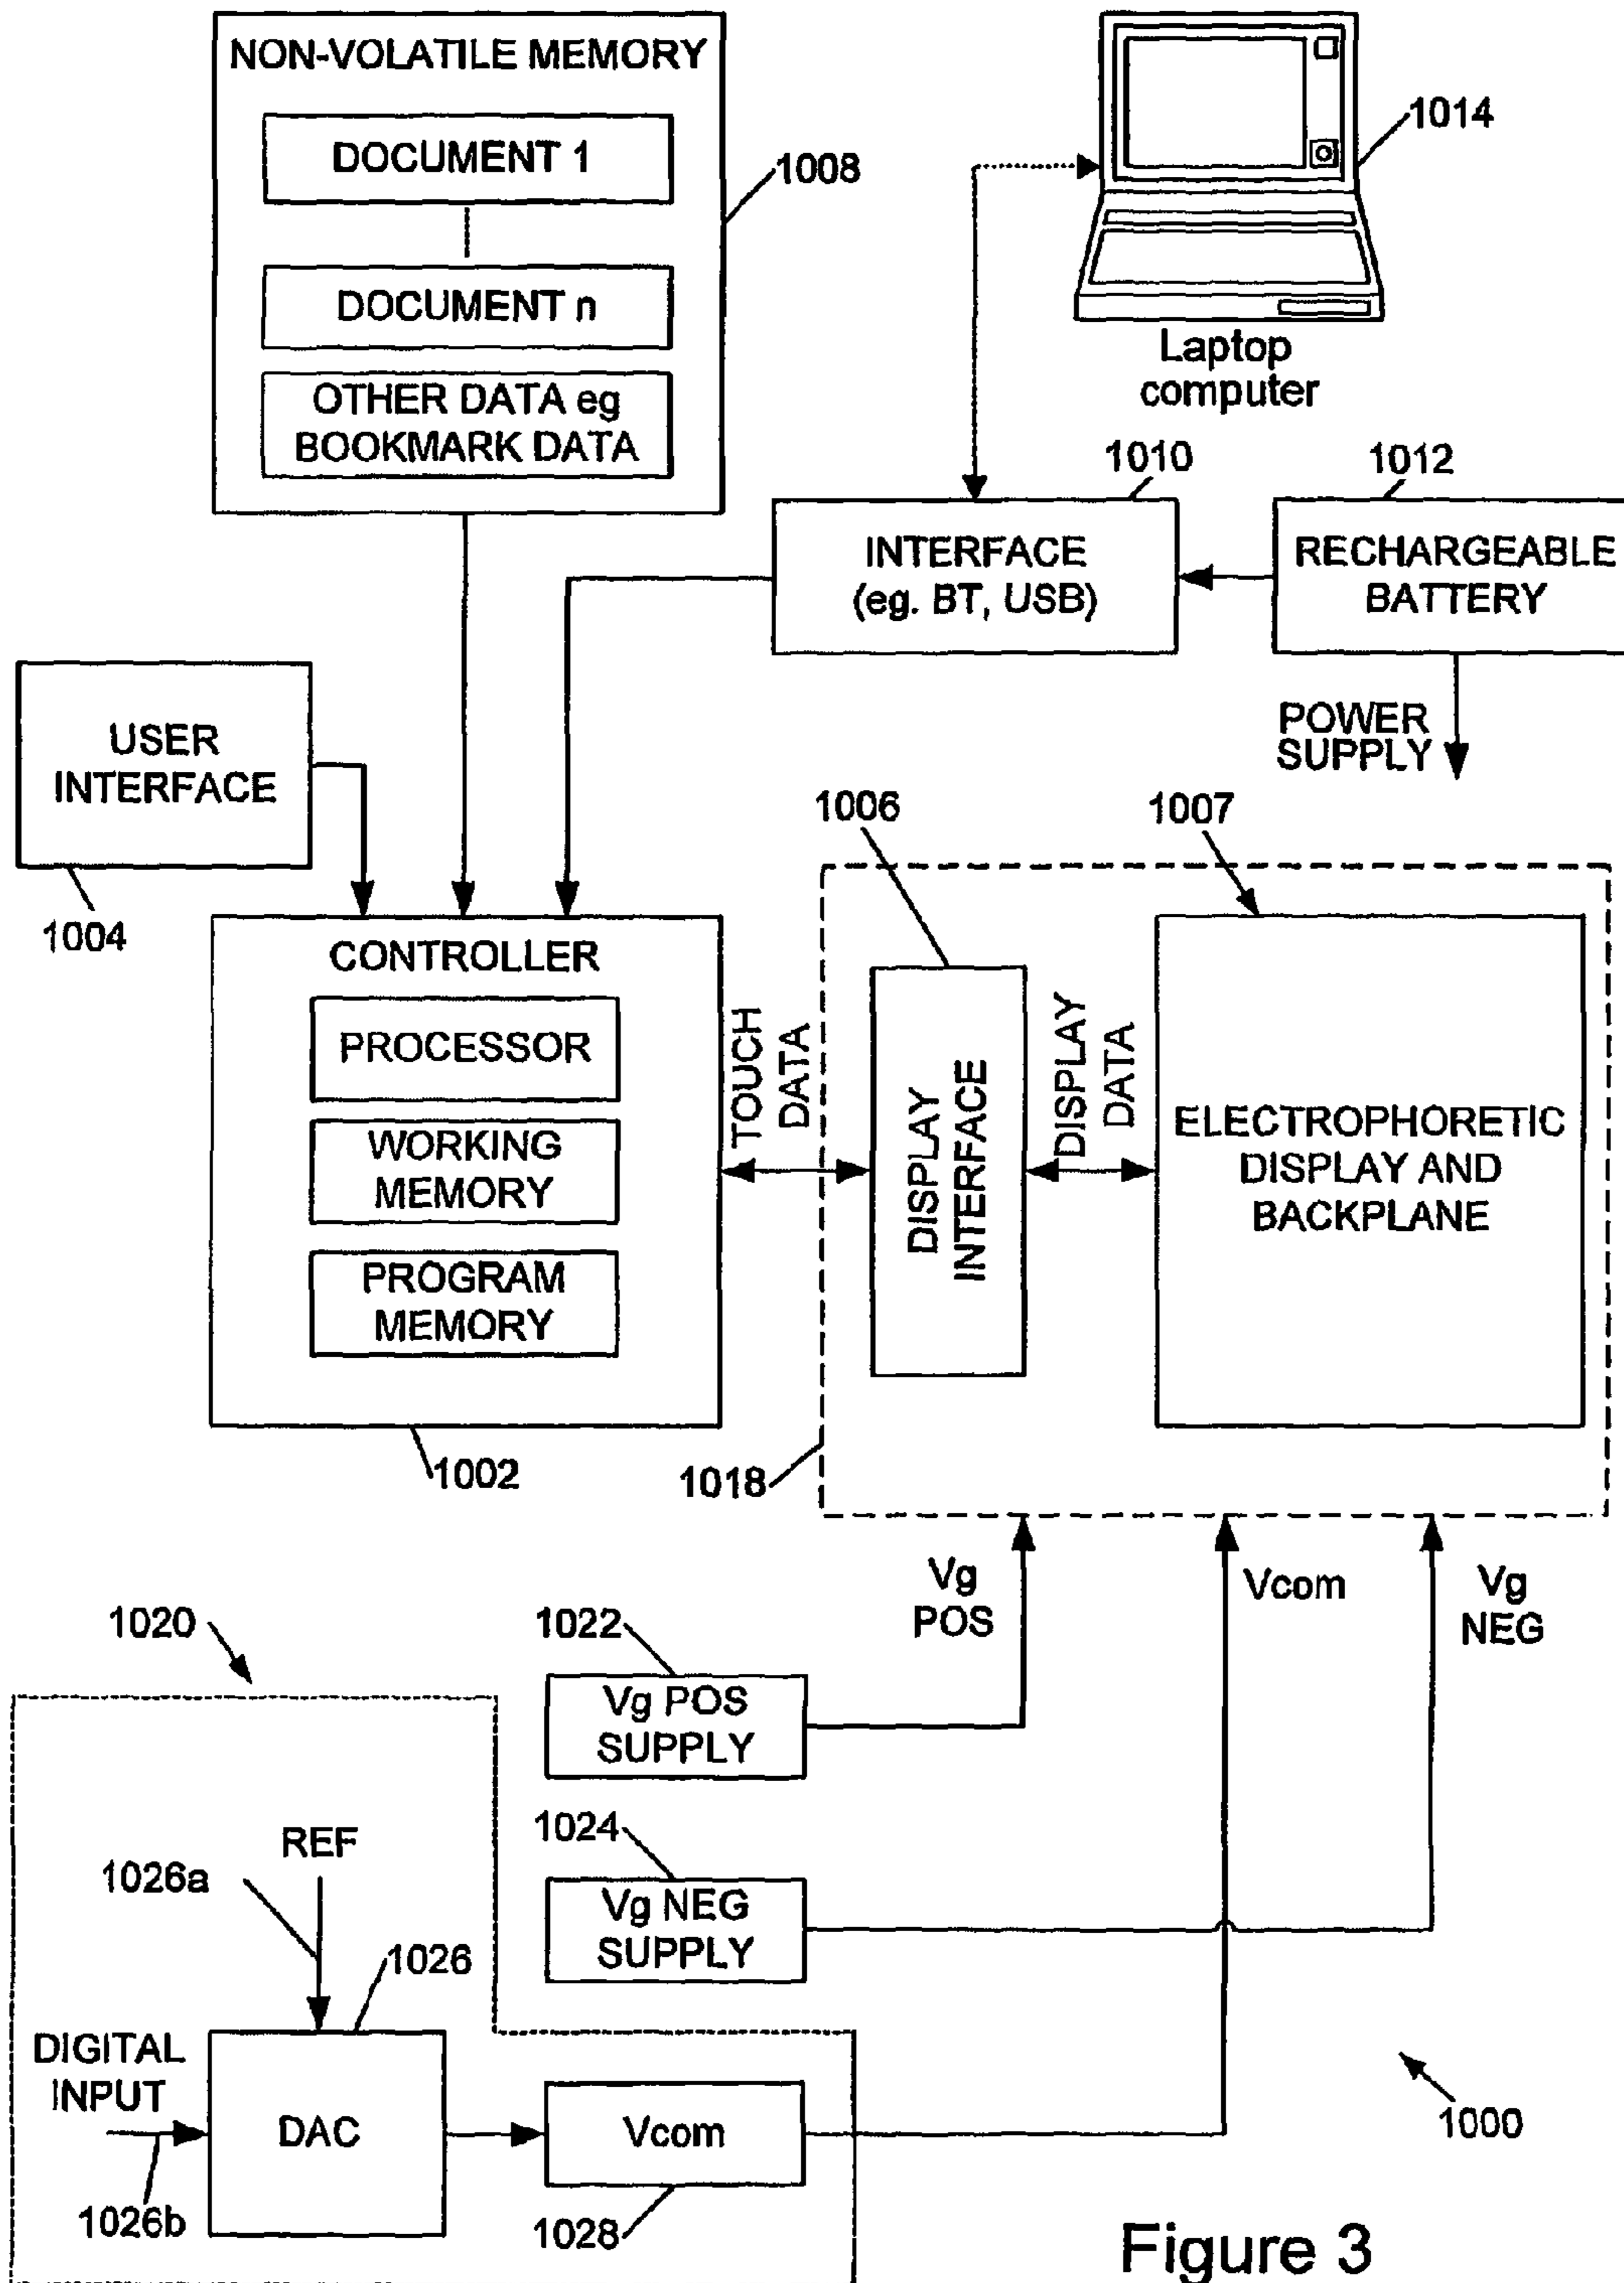 NON-VOLATILE MEMORY
DOCUMENT 1
DOCUMENT n
OTHER DATA eg
BOOKMARK DATA
1008
1014
Laptop
computer
1010
1012
INTERFACE
(eg. BT, USB)
RECHARGEABLE
BATTERY
POWER
SUPPLY
USER
INTERFACE
1004
1006
1007
CONTROLLER
PROCESSOR
WORKING
MEMORY
PROGRAM
MEMORY
1002
TOUCH
DATA
DISPLAY
INTERFACE
DISPLAY
DATA
ELECTROPHORETIC
DISPLAY AND
BACKPLANE
1018
Vg
POS
Vcom
Vg
NEG
1020
1022
Vg POS
SUPPLY
1024
Vg NEG
SUPPLY
REF
1026a
1026
DIGITAL
INPUT
DAC
Vcom
1026b
1028
1000
Figure 3